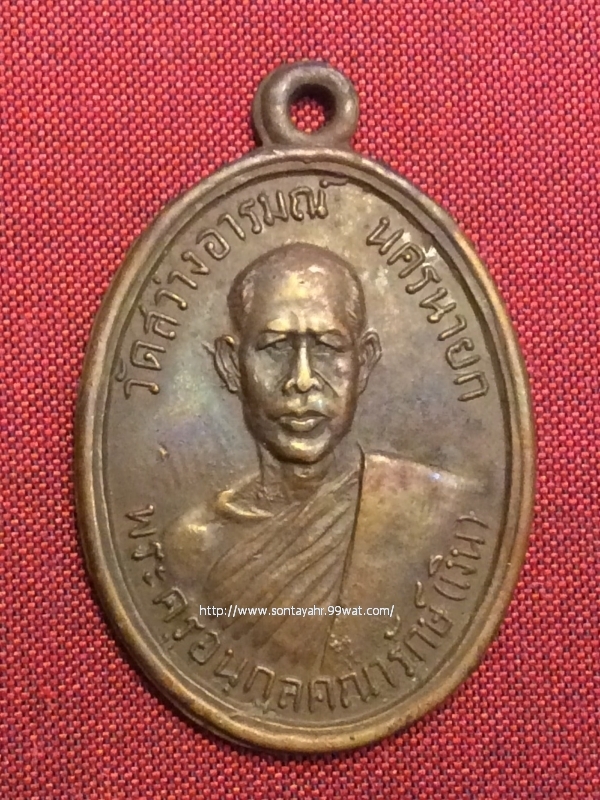 วัดสว่างอารมณ์ นครนายก
พระครูอนุกูลคณารักษ์ (เงิน)
http://www.sontayahr.99wat.com/